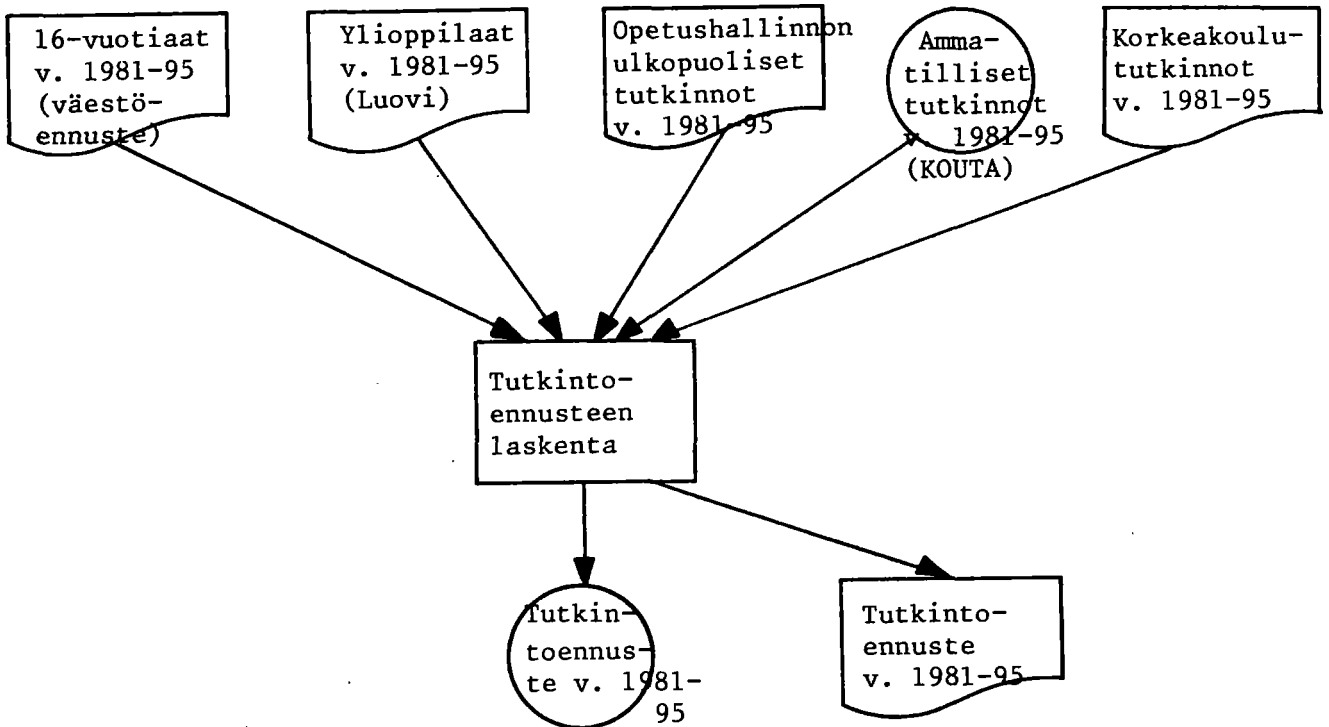 16-vuotiaat
v. 1981-95
(väestö-
ennuste)
Ylioppilaat
v. 1981-95
(Luovi)
Opetushallinnon
ulkopuoliset
tutkinnot
v. 1981-95
Amma-
tilliset
tutkinnot
v. 1981-95
(KOUTA)
Korkeakoulu-
tutkinnot
v. 1981-95
Tutkinto-
ennusteen
laskenta
Tutkin-
toennus-
te v. 1981-
95
Tutkinto-
ennuste
v. 1981-95